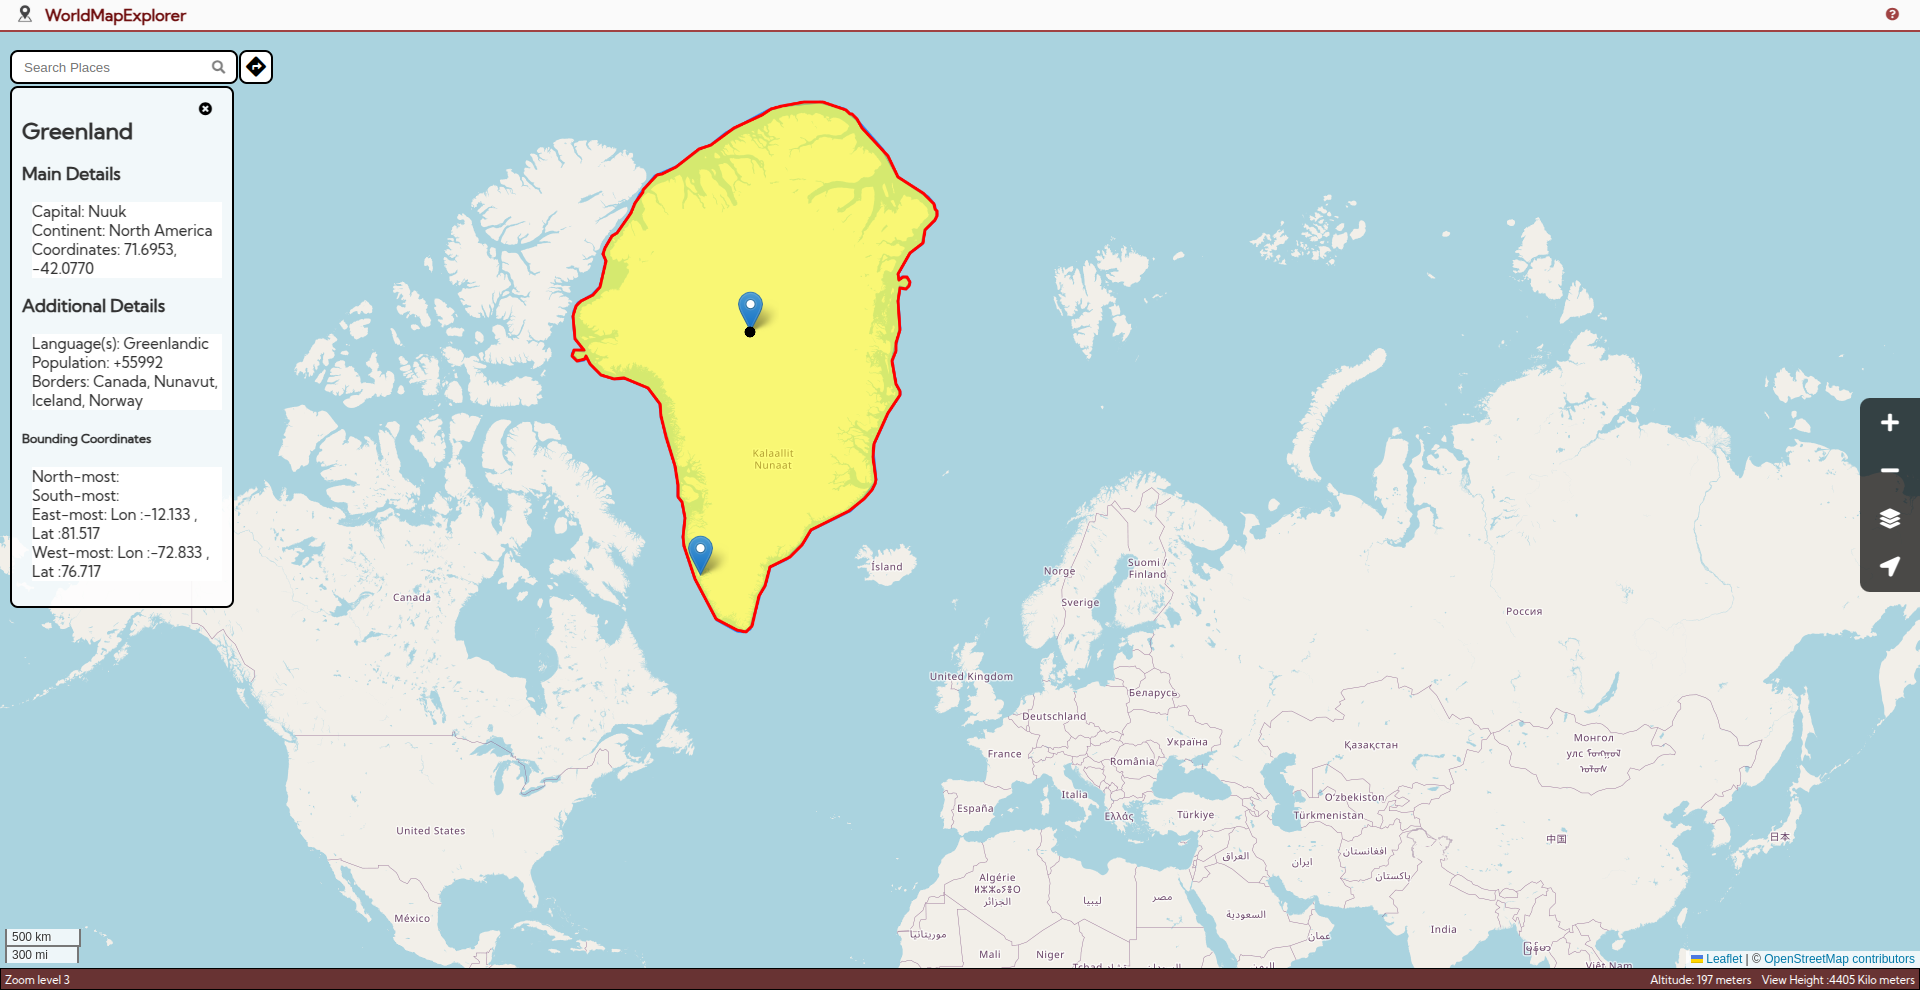 WorldMapExplorer
Search Places
Greenland
Main Details
Capital: Nuuk
Continent: North America
Coordinates: 71.6953,
-42.0770
Additional Details
Language(s): Greenlandic
Population: +55992
Borders: Canada, Nunavut,
Iceland, Norway
Bounding Coordinates
North-most:
South-most:
East-most: Lon :-12.133 ,
Lat :81.517
West-most: Lon :-72.833 ,
Lat :76.717
Kalaallit
Nunaat
Ísland
Norge
Suomi /
Finland
Sverige
Canada
Россия
United Kingdom
Беларусь
Deutschland
Україна
Қазақстан
Монгол
улс
France
România
Italia
España
Ελλάς
Türkiye
Oʻzbekiston
Türkmenistan
United States
中国
日本
العراق
ایران
افغانستان
پاکستان
Algérie
ⵍⵣⵣⴰⵢⴻⵔ
الجزائر
ليبيا
مصر
السعودية
México
موريتانيا
عمان
India
Mali
Niger
Việt Nam
500 km
300 mi
Leaflet | © OpenStreetMap contributors
Zoom level 3
Altitude: 197 meters
View Height :4405 Kilo meters